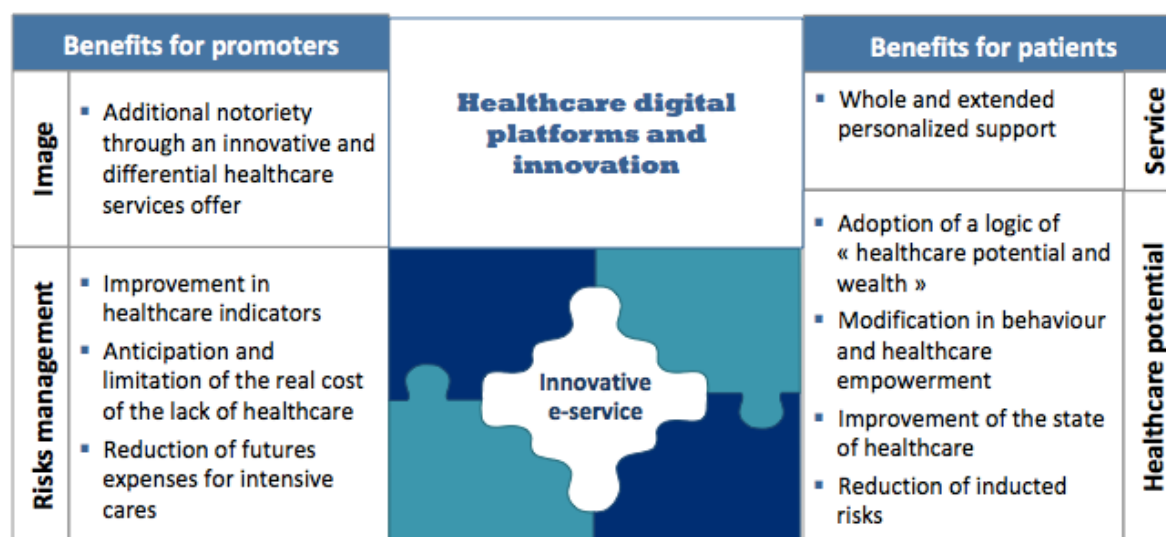 Benefits for promoters
Image
▪ Additional notoriety
through an innovative and
differential healthcare
services offer
Risks management
▪ Improvement in
healthcare indicators
▪ Anticipation and
limitation of the real cost
of the lack of healthcare
▪ Reduction of futures
expenses for intensive
cares
Healthcare digital
platforms and
innovation
Innovative
e-service
Benefits for patients
▪ Whole and extended
personalized support
Service
▪ Adoption of a logic of
« healthcare potential and
wealth »
▪ Modification in behaviour
and healthcare
empowerment
▪ Improvement of the state
of healthcare
▪ Reduction of inducted
risks
Healthcare potential